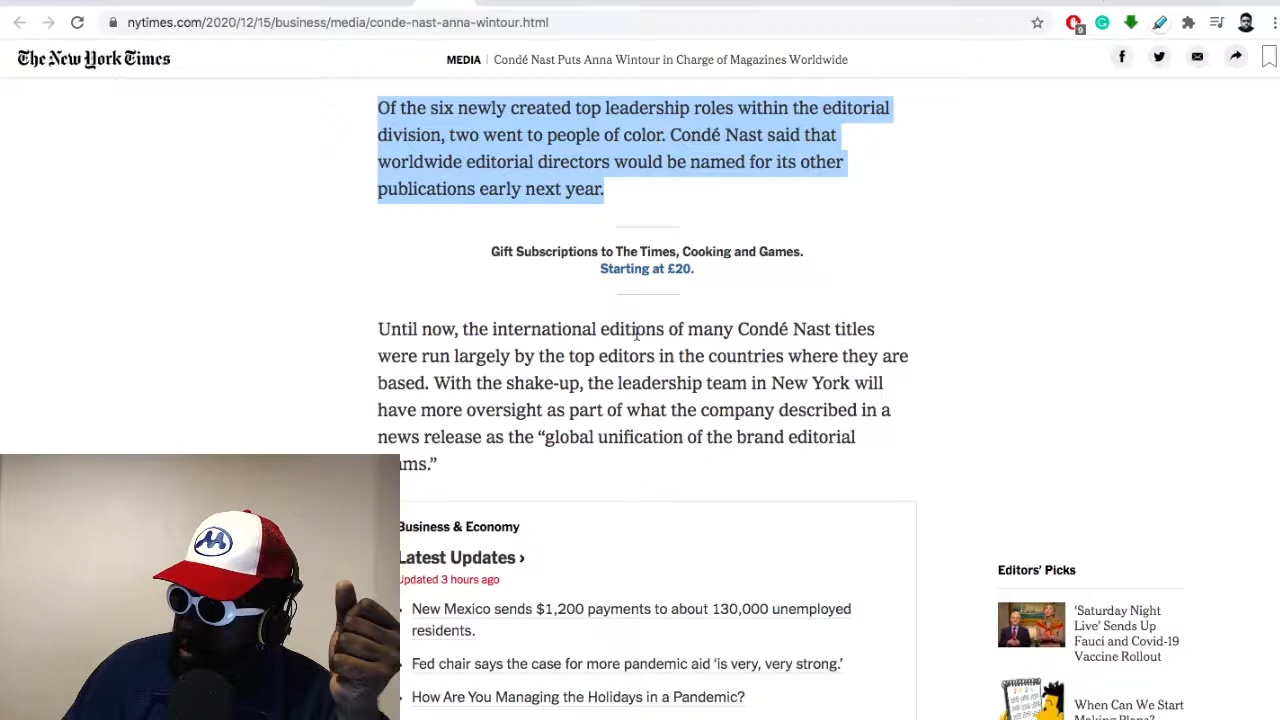 nytimes.com/2020/12/15/business/media/conde-nast-anna-wintour.html
9
The New York Times
MEDIA | Condé Nast Puts Anna Wintour in Charge of Magazines Worldwide
Of the six newly created top leadership roles within the editorial
division, two went to people of color. Condé Nast said that
worldwide editorial directors would be named for its other
publications early next year.
Gift Subscriptions to The Times, Cooking and Games.
Starting at £20.
Until now, the international editions of many Condé Nast titles
were run largely by the top editors in the countries where they are
based. With the shake-up, the leadership team in New York will
have more oversight as part of what the company described in a
news release as the “global unification of the brand editorial
ams.”
Business & Economy
Latest Updates ›
Updated 3 hours ago
New Mexico sends $1,200 payments to about 130,000 unemployed
residents.
Fed chair says the case for more pandemic aid ‘is very, very strong.’
How Are You Managing the Holidays in a Pandemic?
Editors’ Picks
‘Saturday Night
Live’ Sends Up
Fauci and Covid-19
Vaccine Rollout
When Can We Start
Making Plans?
M